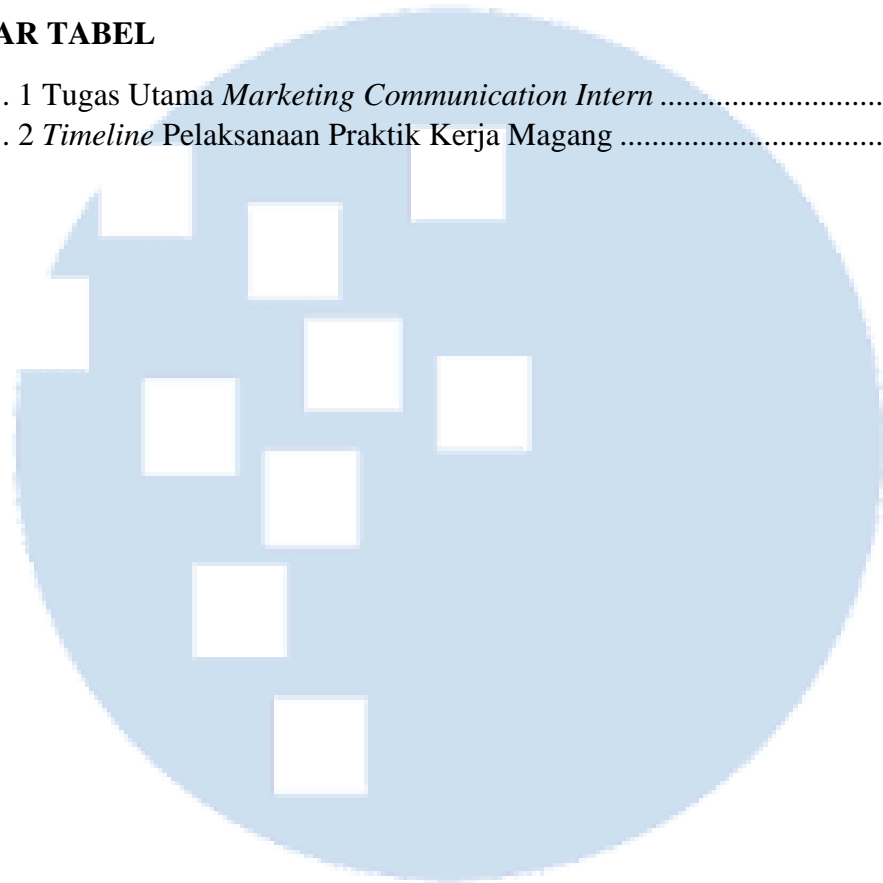 AR TABEL
. 1 Tugas Utama Marketing Communication Intern ............................
. 2 Timeline Pelaksanaan Praktik Kerja Magang .................................